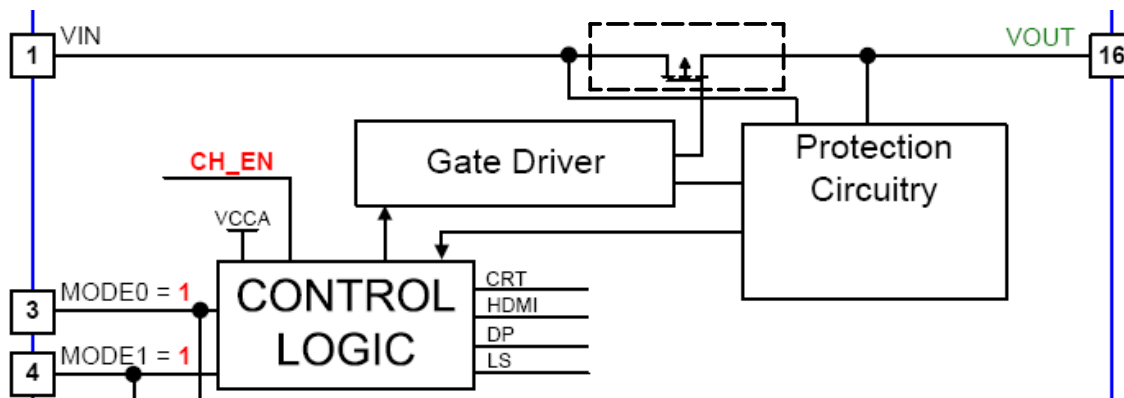 1
VIN
VOUT
16
Protection
Circuitry
Gate Driver
CH_EN
VCCA
CONTROL
LOGIC
CRT
HDMI
DP
LS
3
MODE0 = 1
4
MODE1 = 1